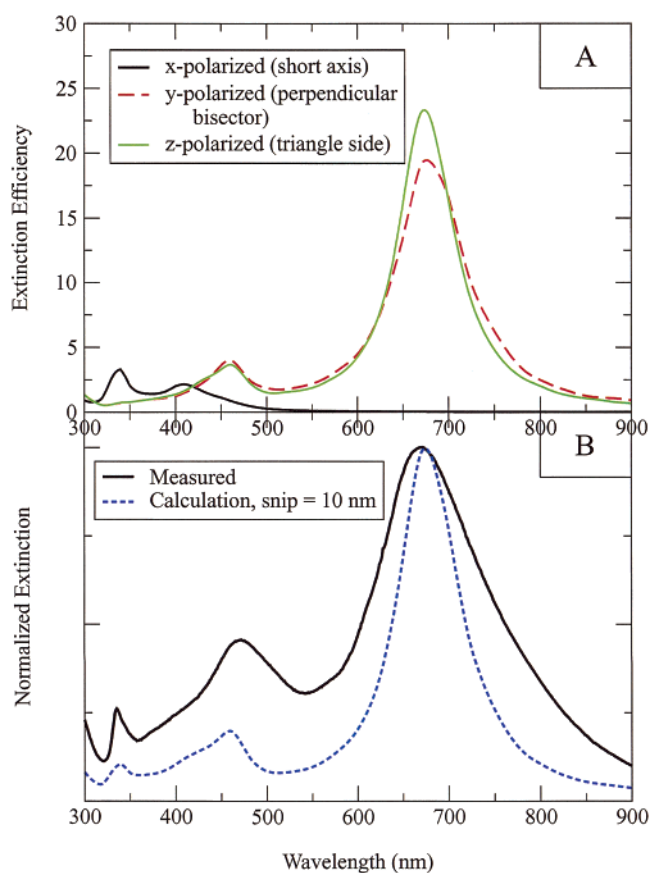 30
25
20
15
10
5
0
Extinction Efficiency
x-polarized (short axis)
y-polarized (perpendicular
bisector)
z-polarized (triangle side)
A
300 400 500 600 700 800 900
B
Measured
Calculation, snip = 10 nm
Normalized Extinction
300 400 500 600 700 800 900
Wavelength (nm)